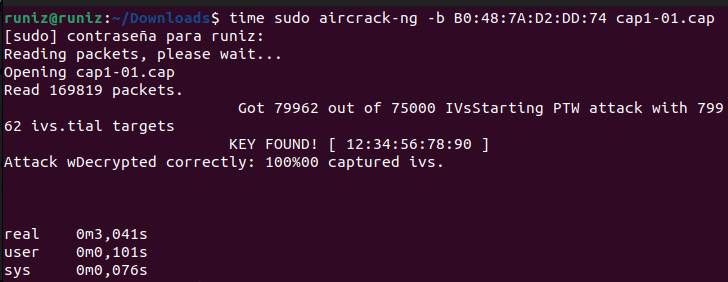 runiz@runiz:~/Downloads$ time sudo aircrack-ng -b B0:48:7A:D2:DD:74 cap1-01.cap
[sudo] contraseña para runiz:
Reading packets, please wait...
Opening cap1-01.cap
Read 169819 packets.
Got 79962 out of 75000 IVsStarting PTW attack with 799
62 ivs.tial targets
KEY FOUND! [ 12:34:56:78:90 ]
Attack wDecrypted correctly: 100%00 captured ivs.
real 0m3,041s
user 0m0,101s
sys 0m0,076s